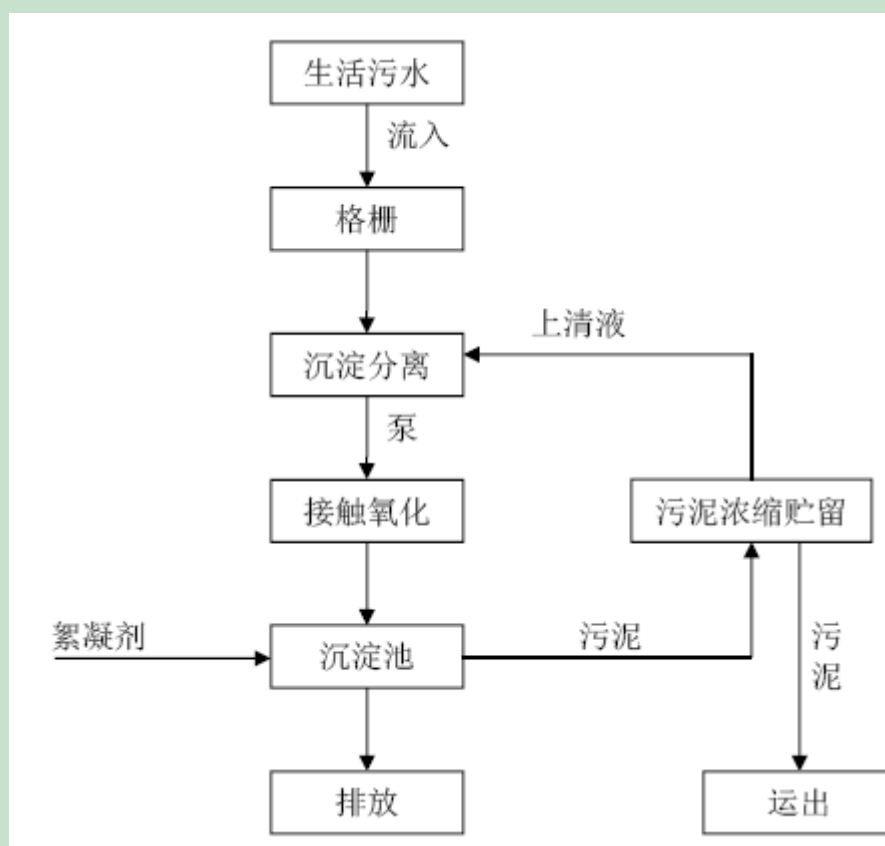 生活污水
流入
格栅
上清液
沉淀分离
泵
接触氧化
污泥浓缩贮留
絮凝剂
沉淀池
污泥
污
泥
排放
运出